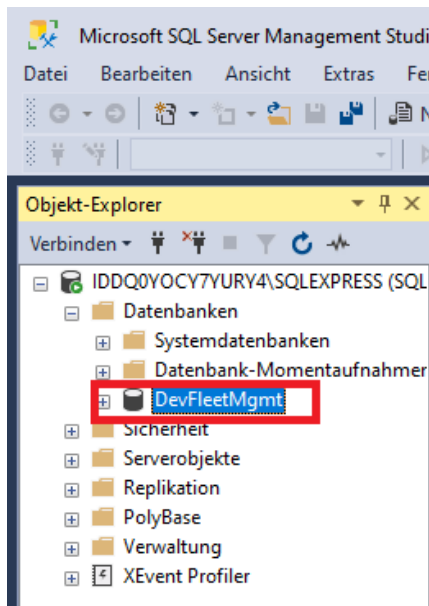 Microsoft SQL Server Management Studi
Datei Bearbeiten Ansicht Extras Fe
N
Objekt-Explorer
Verbinden
IDDQ0YOCY7YURY4\SQLEXPRESS (SQL
Datenbanken
Systemdatenbanken
Datenbank-Momentaufnahmer
DevFleetMgmt
Sicherheit
Serverobjekte
Replikation
PolyBase
Verwaltung
XEvent Profiler